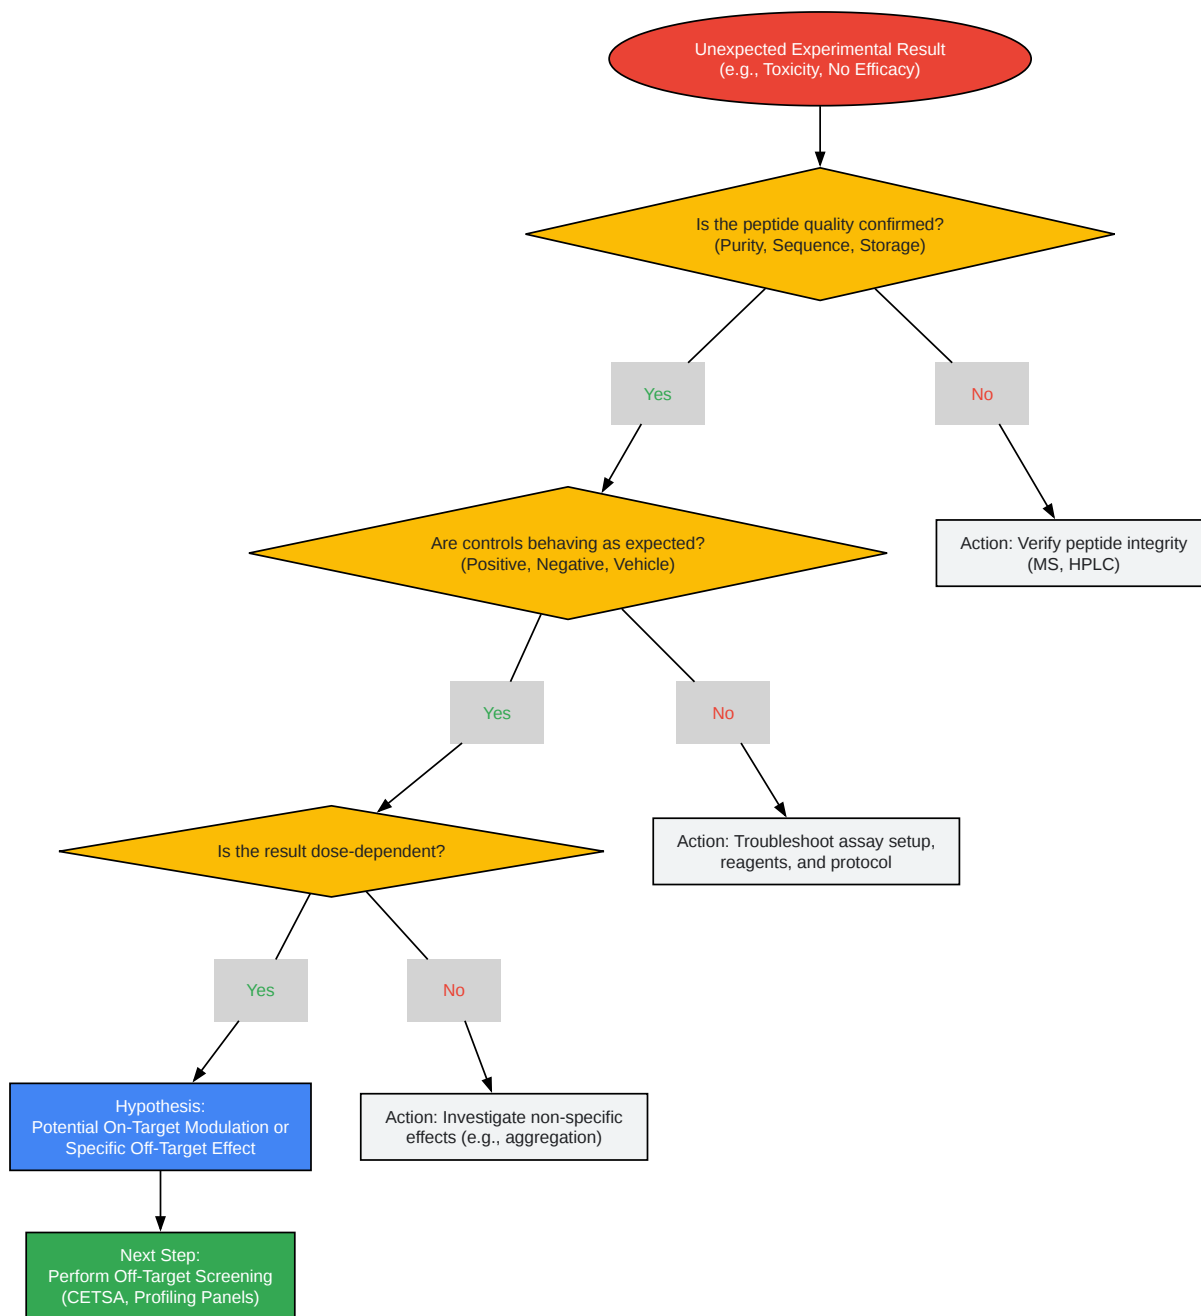 Unexpected Experimental Result
(e.g., Toxicity, No Efficacy)
Is the peptide quality confirmed?
(Purity, Sequence, Storage)
Yes
No
Are controls behaving as expected?
(Positive, Negative, Vehicle)
Action: Verify peptide integrity
(MS, HPLC)
Yes
No
Is the result dose-dependent?
Action: Troubleshoot assay setup,
reagents, and protocol
Yes
No
Hypothesis:
Potential On-Target Modulation or
Specific Off-Target Effect
Action: Investigate non-specific
effects (e.g., aggregation)
Next Step:
Perform Off-Target Screening
(CETSA, Profiling Panels)